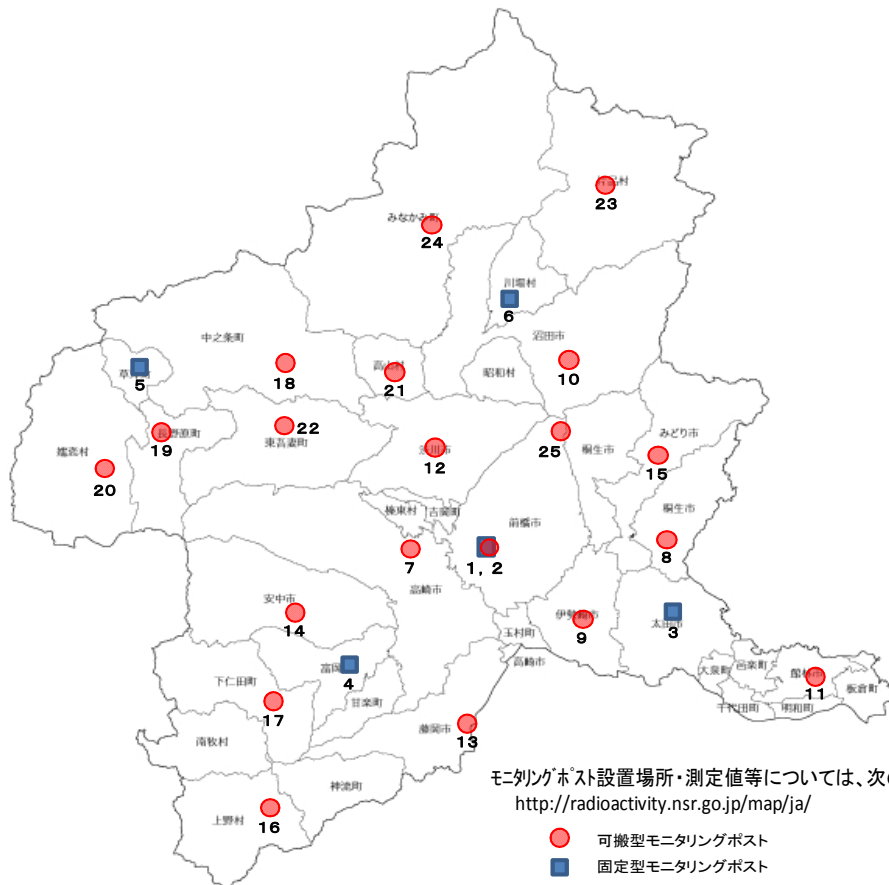 23
みなかみ町
24
川場村
6
中之条町
沼田市
5
18
21
昭和村
10
22
長野原町
東吾妻町
みどり市
19
25
桐生市
嬬恋村
12
15
20
榛東村
吉岡町
前橋市
桐生市
1, 2
7
8
高崎市
安中市
14
伊勢崎市
太田市
9
3
玉村町
富岡
高崎市
大泉町
邑楽町
館林市
下仁田町
4
甘楽町
11
板倉町
17
千代田町
明和町
藤岡市
13
南牧村
モニタリングポスト設置場所・測定値等については、次の
神流町
http://radioactivity.nsr.go.jp/map/ja/
16
上野村
可搬型モニタリングポスト
固定型モニタリングポスト